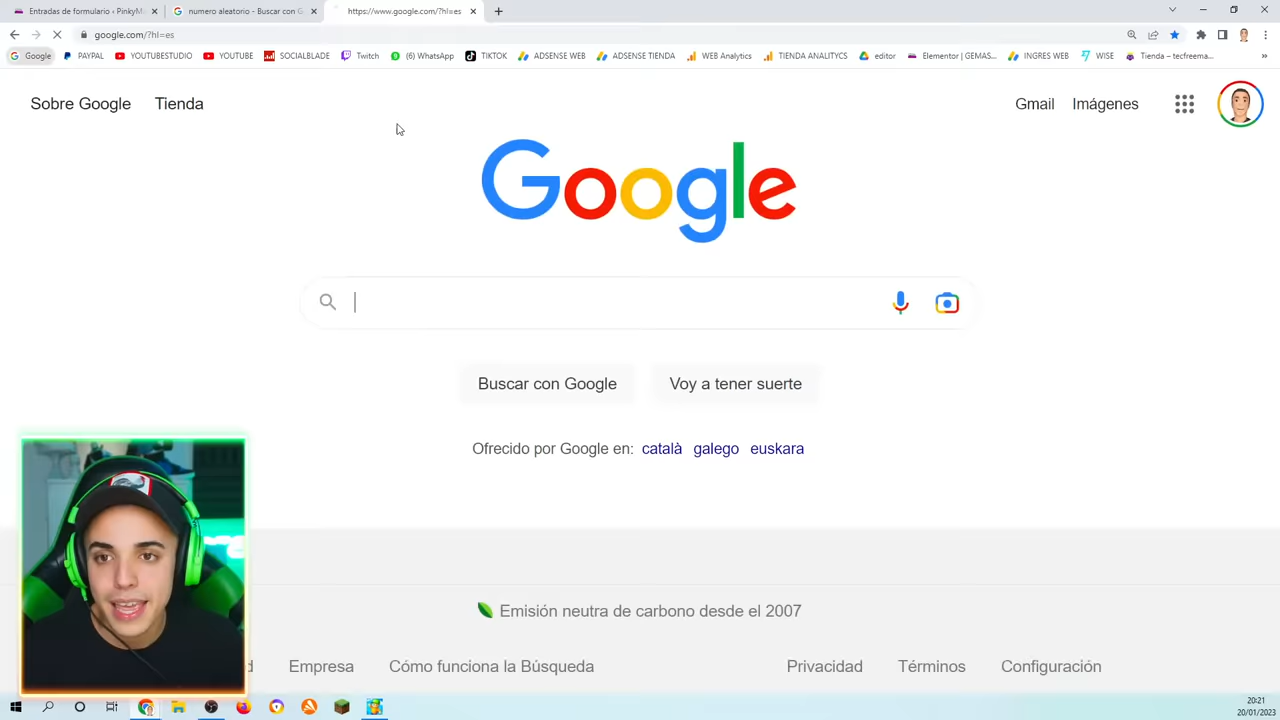 Entradas de formulario ‹ PinkyM
número aleatorio - Buscar con G
https://www.google.com/?hl=es
google.com/?hl=es
Google PAYPAL YOUTUBESTUDIO YOUTUBE SOCIALBLADE Twitch (6) WhatsApp TIKTOK ADSENSE WEB ADSENSE TIENDA WEB Analytics TIENDA ANALITYCS editor Elementor | GEMAS... INGRES WEB WISE Tienda – tecfreema...
Sobre Google Tienda Gmail Imágenes
Google
Buscar con Google Voy a tener suerte
Ofrecido por Google en: català galego euskara
Emisión neutra de carbono desde el 2007
d Empresa Cómo funciona la Búsqueda Privacidad Términos Configuración
20:21
20/01/2023